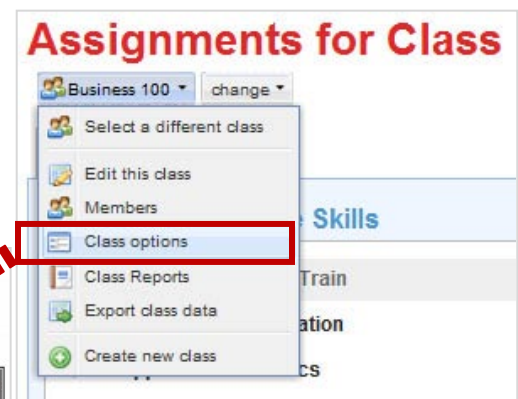 Assignments for Class
Business 100 change
Select a different class
Edit this class
Members
Skills
Class options
Class Reports
Train
Export class data
ation
Create new class
cs